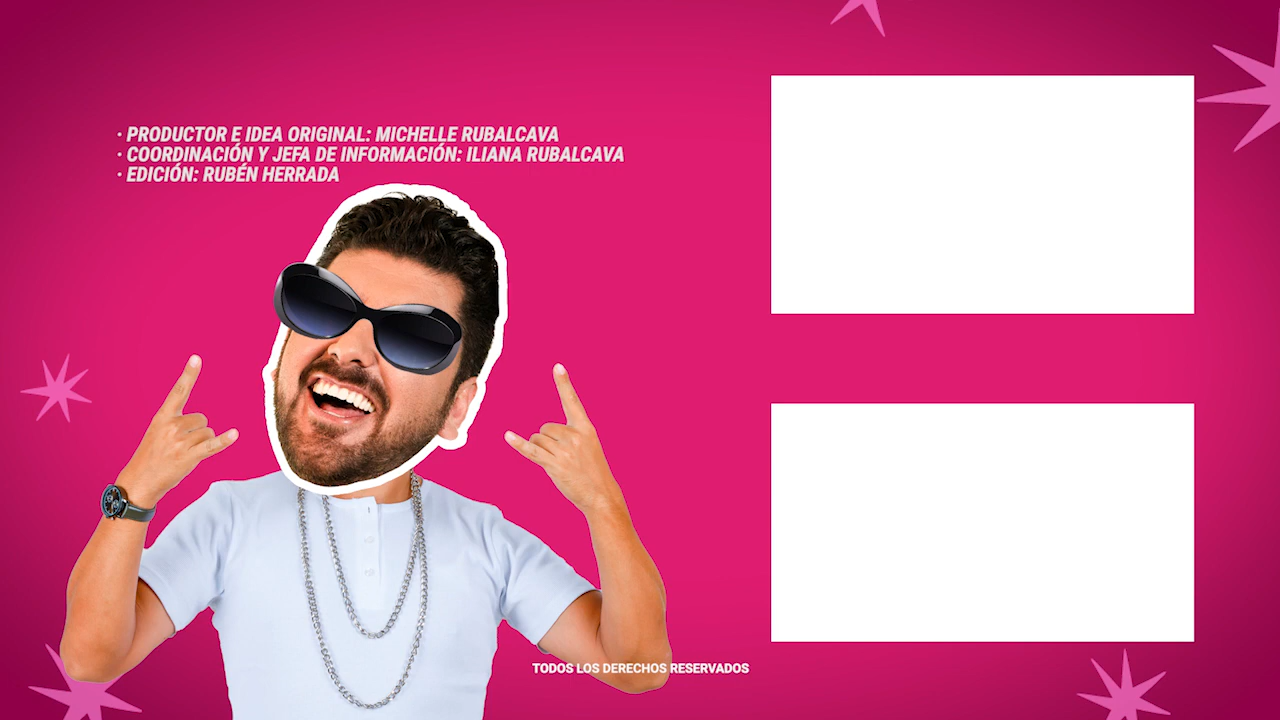 · PRODUCTOR E IDEA ORIGINAL: MICHELLE RUBALCAVA
· COORDINACIÓN Y JEFA DE INFORMACIÓN: ILIANA RUBALCAVA
· EDICIÓN: RUBÉN HERRADA
TODOS LOS DERECHOS RESERVADOS